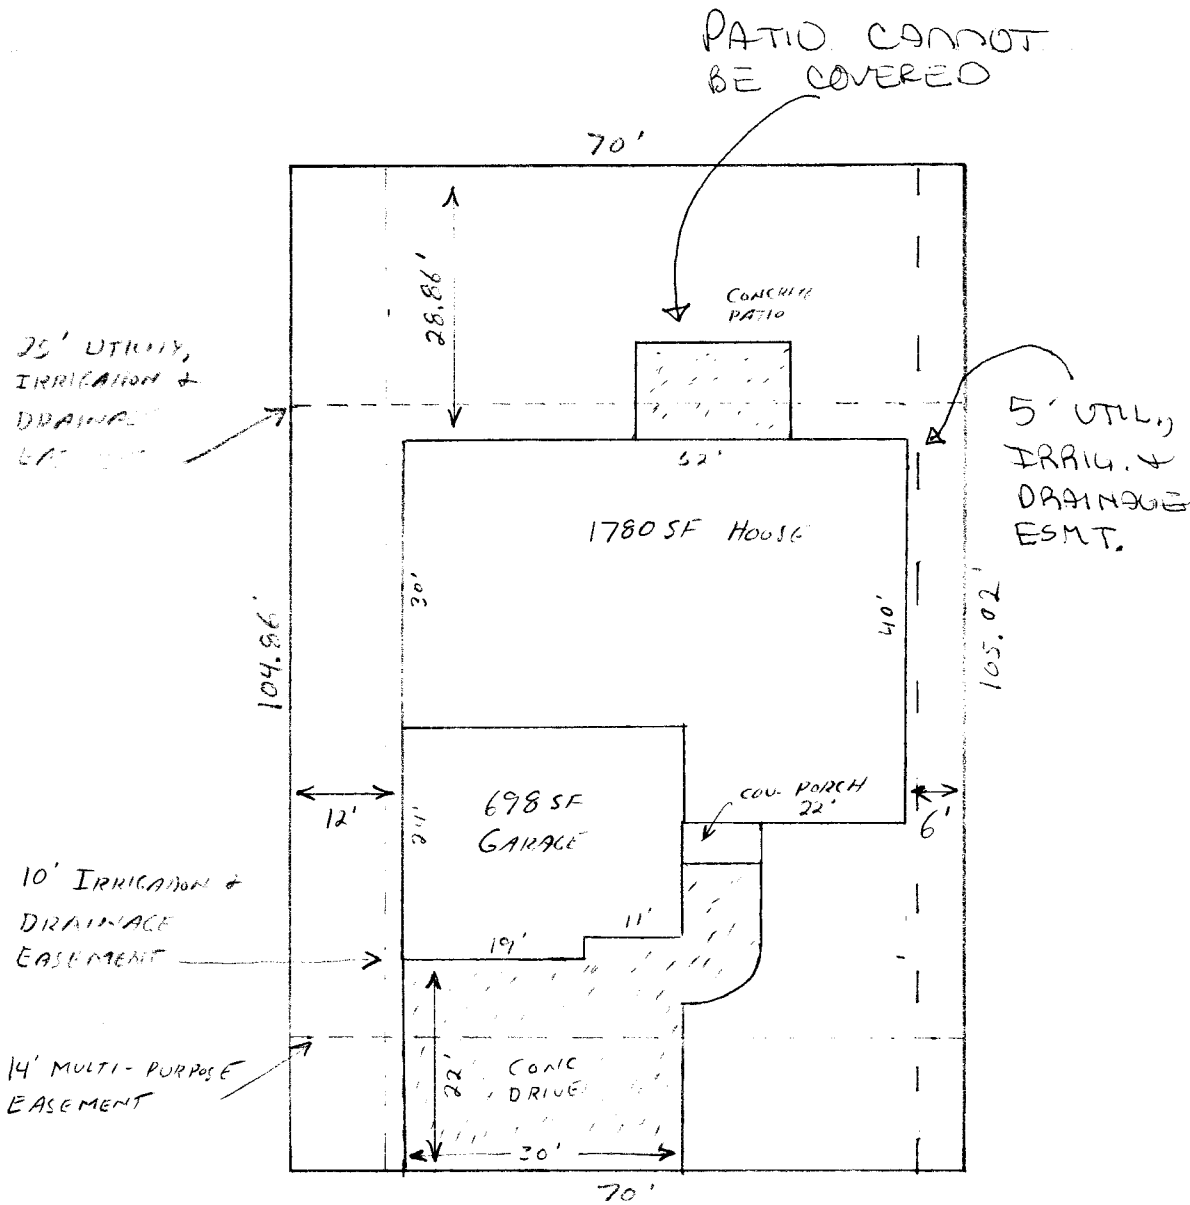 PATIO CANNOT
BE COVERED
70'
28.86'
CONCRETE
PATIO
25' UTILITY,
IRRIGATION &
DRAINAGE
5' UTIL.,
IRRIG. &
DRAINAGE
ESMT.
52'
1780 SF HOUSE
30'
40'
104.86'
105.02'
COV. PORCH
22'
698 SF
GARAGE
24'
12'
6'
10' IRRIGATION &
DRAINAGE
EASEMENT
11'
19'
14' MULTI-PURPOSE
EASEMENT
22'
CONC
DRIVE
30'
70'